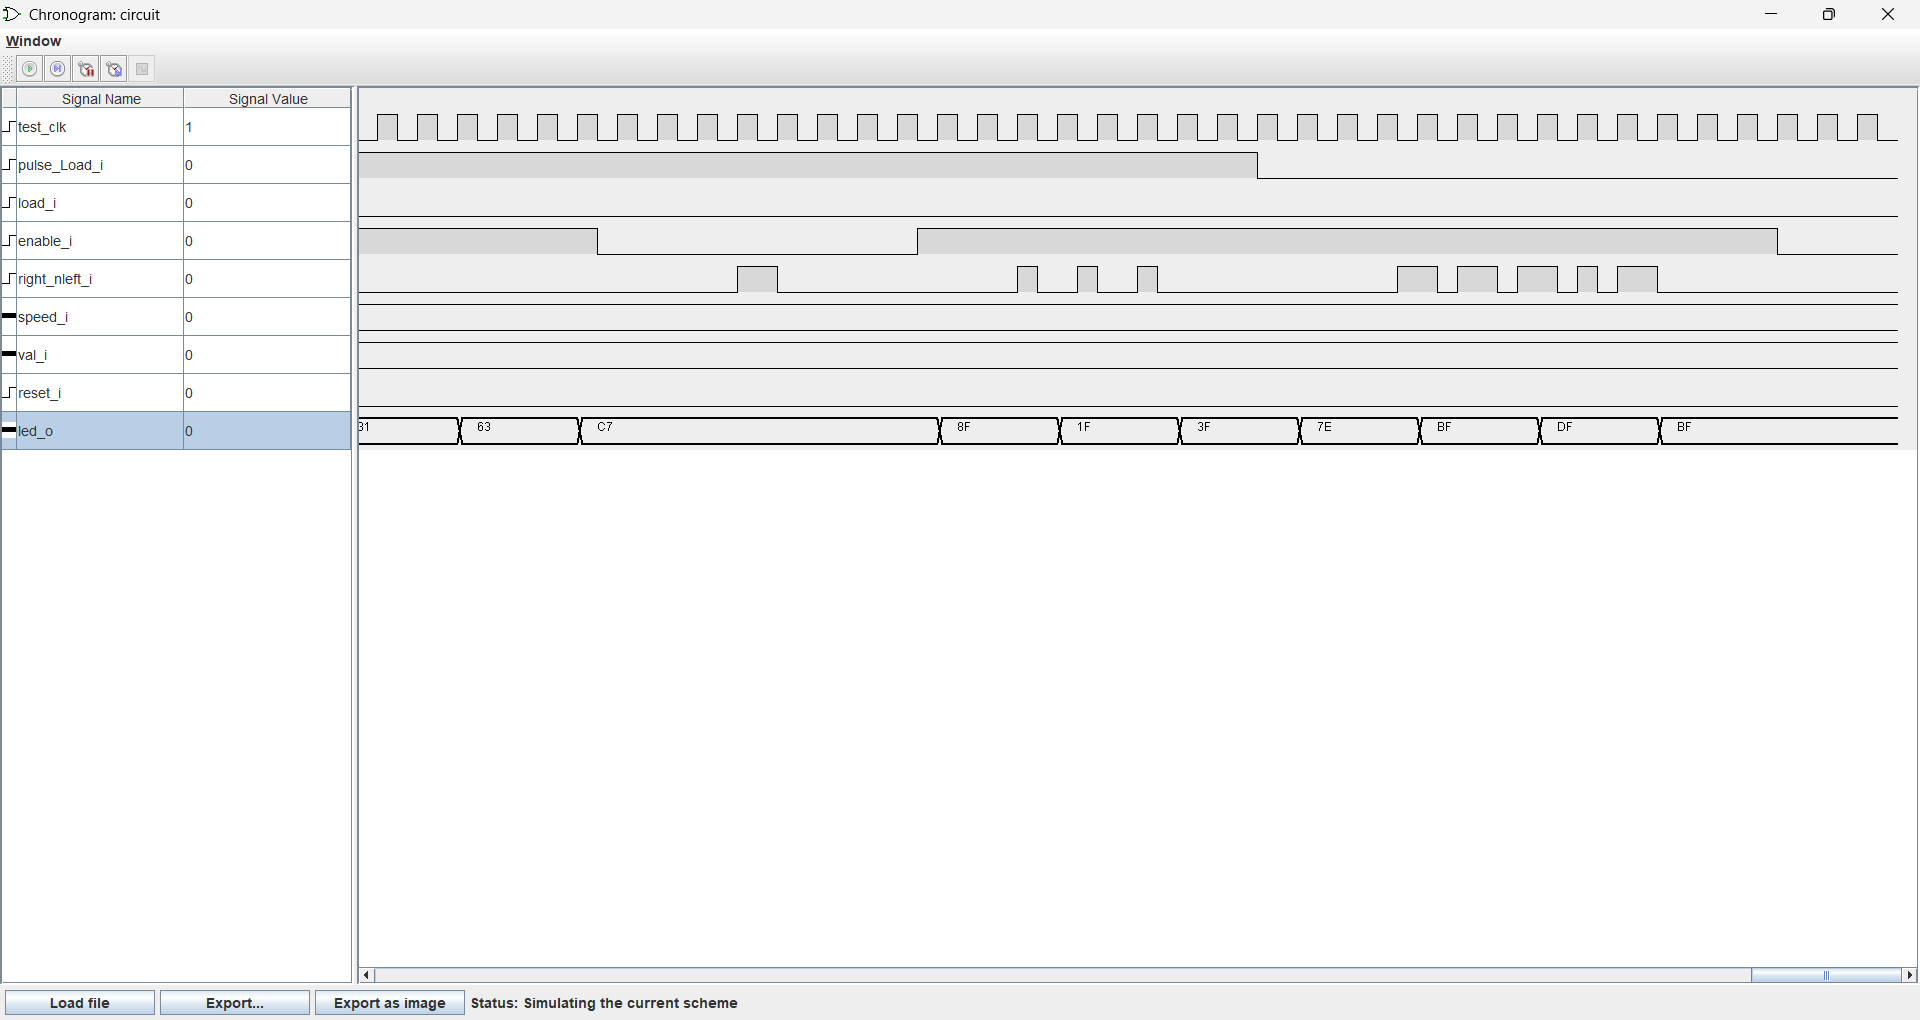 Chronogram: circuit
Window
Signal Name Signal Value
test_clk 1
pulse_Load_i 0
load_i 0
enable_i 0
right_nleft_i 0
speed_i 0
val_i 0
reset_i 0
led_o 0 31 63 C7 8F 1F 3F 7E BF DF BF
Load file Export... Export as image Status: Simulating the current scheme